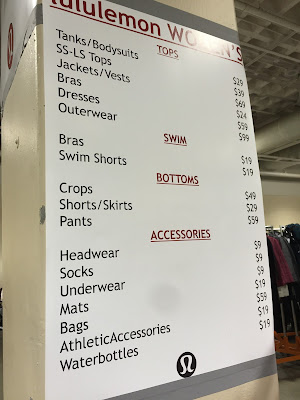 lululemon WOMEN'S
TOPS
Tanks/Bodysuits $29
SS-LS Tops $39
Jackets/Vests $69
Bras $24
Dresses $59
Outerwear $99
SWIM
Bras $19
Swim Shorts $19
BOTTOMS
Crops $49
Shorts/Skirts $29
Pants $59
ACCESSORIES
Headwear $9
Socks $9
Underwear $9
Mats $19
Bags $59
AthleticAccessories $19
Waterbottles $19